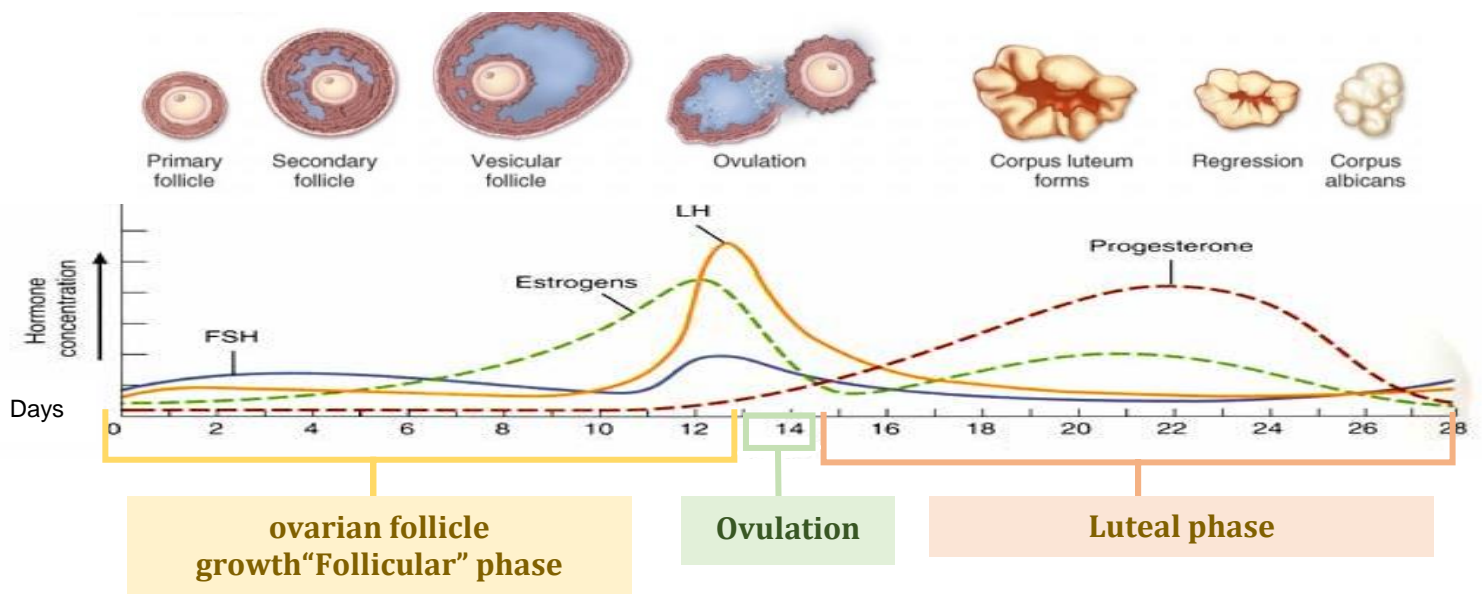 Primary
follicle
Secondary
follicle
Vesicular
follicle
Ovulation
Corpus luteum
forms
Regression
Corpus
albicans
LH
Progesterone
Estrogens
FSH
Hormone
concentration
Days
0 2 4 6 8 10 12 14 16 18 20 22 24 26 28
ovarian follicle
growth“Follicular” phase
Ovulation
Luteal phase